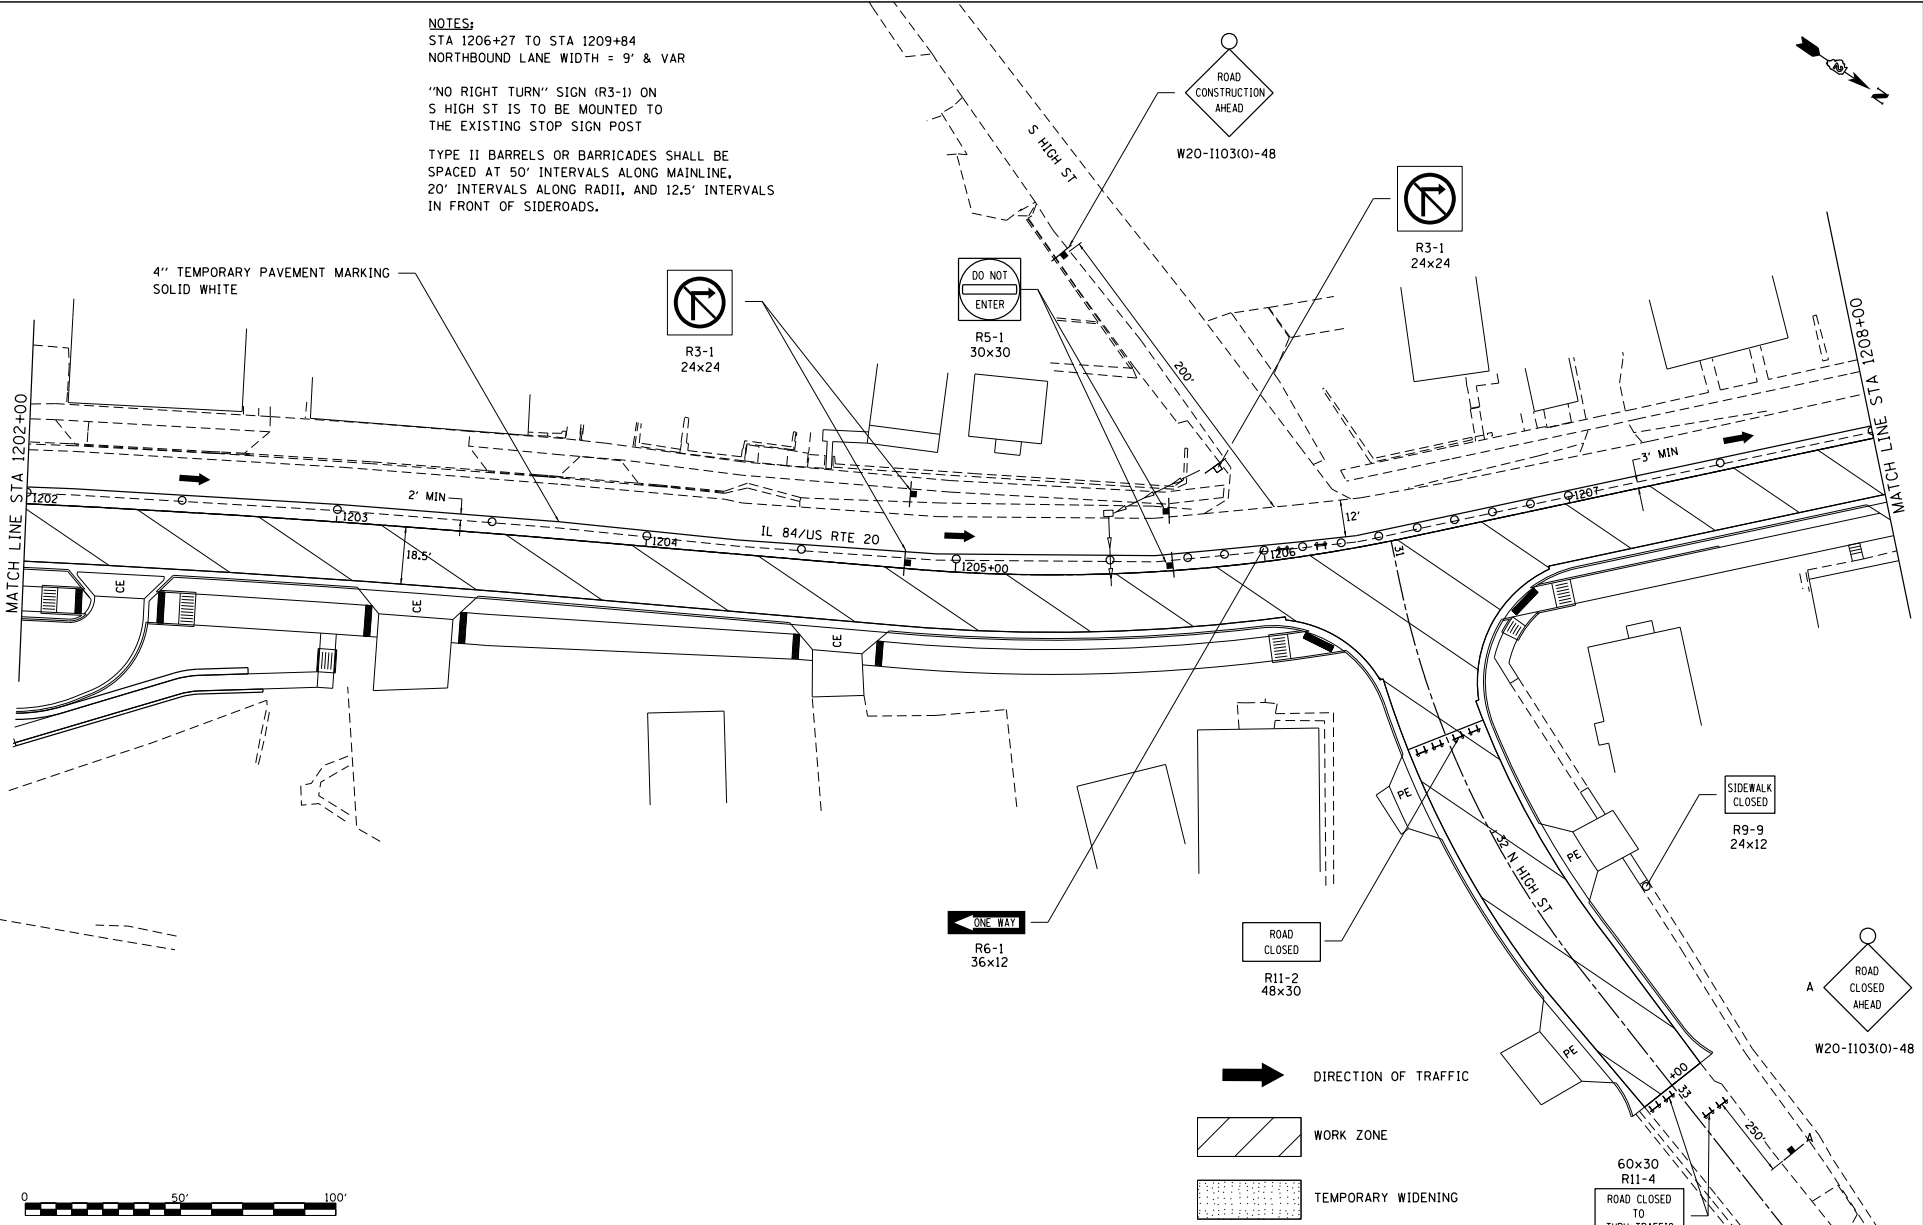 NOTES:
STA 1206+27 TO STA 1209+84
NORTHBOUND LANE WIDTH = 9' & VAR
"NO RIGHT TURN" SIGN (R3-1) ON
S HIGH ST IS TO BE MOUNTED TO
THE EXISTING STOP SIGN POST
TYPE II BARRELS OR BARRICADES SHALL BE
SPACED AT 50' INTERVALS ALONG MAINLINE,
20' INTERVALS ALONG RADII, AND 12.5' INTERVALS
IN FRONT OF SIDEROADS.
ROAD
CONSTRUCTION
AHEAD
W20-I103(O)-48
N
S HIGH ST
R3-1
24x24
4" TEMPORARY PAVEMENT MARKING
SOLID WHITE
R3-1
24x24
DO NOT
ENTER
R5-1
30x30
200'
MATCH LINE STA 1202+00
MATCH LINE STA 1208+00
1202
1203
2' MIN
18.5'
1204
IL 84/US RTE 20
1205+00
1206
12'
1207
3' MIN
31
CE
CE
CE
PE
PE
PE
32 N HIGH ST
SIDEWALK
CLOSED
R9-9
24x12
ONE WAY
R6-1
36x12
ROAD
CLOSED
R11-2
48x30
A
ROAD
CLOSED
AHEAD
W20-I103(O)-48
+00
33
250'
A
DIRECTION OF TRAFFIC
WORK ZONE
TEMPORARY WIDENING
60x30
R11-4
ROAD CLOSED
TO
THRU TRAFFIC
0 50' 100'